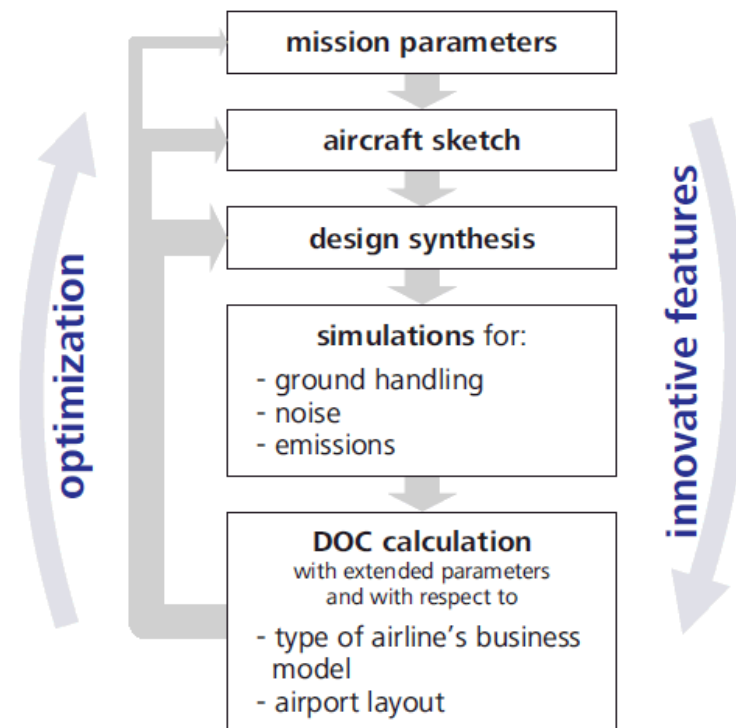 mission parameters
aircraft sketch
design synthesis
simulations for:
- ground handling
- noise
- emissions
DOC calculation
with extended parameters
and with respect to
- type of airline's business
model
- airport layout
optimization
innovative features